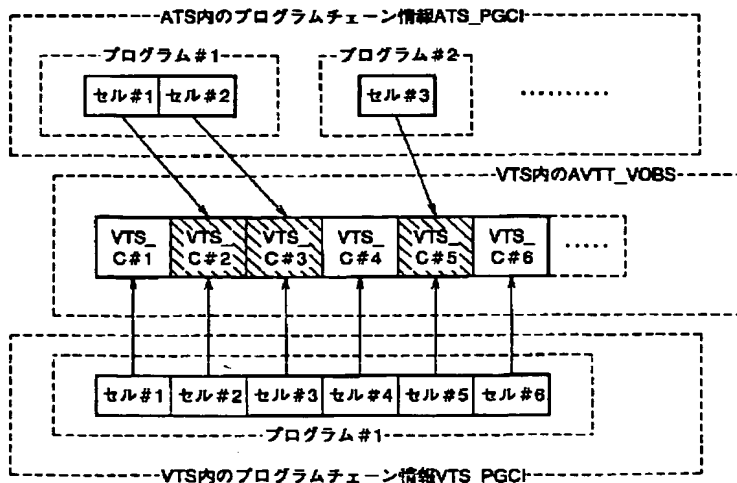 ATS内のプログラムチェーン情報ATS_PGCI
プログラム#1
プログラム#2
セル#1 セル#2
セル#3
VTS内のAVTT_VOBS
VTS_C#1
VTS_C#2
VTS_C#3
VTS_C#4
VTS_C#5
VTS_C#6
セル#1 セル#2 セル#3 セル#4 セル#5 セル#6
プログラム#1
VTS内のプログラムチェーン情報VTS_PGCI